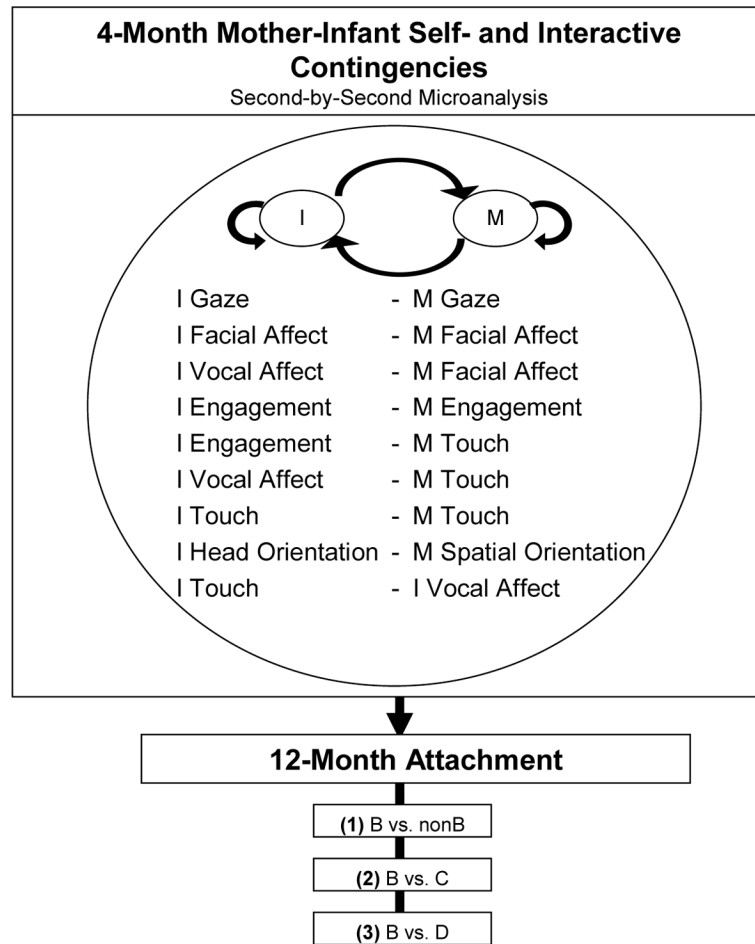 4-Month Mother-Infant Self- and Interactive
Contingencies
Second-by-Second Microanalysis
I M
I Gaze - M Gaze
I Facial Affect - M Facial Affect
I Vocal Affect - M Facial Affect
I Engagement - M Engagement
I Engagement - M Touch
I Vocal Affect - M Touch
I Touch - M Touch
I Head Orientation - M Spatial Orientation
I Touch - I Vocal Affect
12-Month Attachment
(1) B vs. nonB
(2) B vs. C
(3) B vs. D